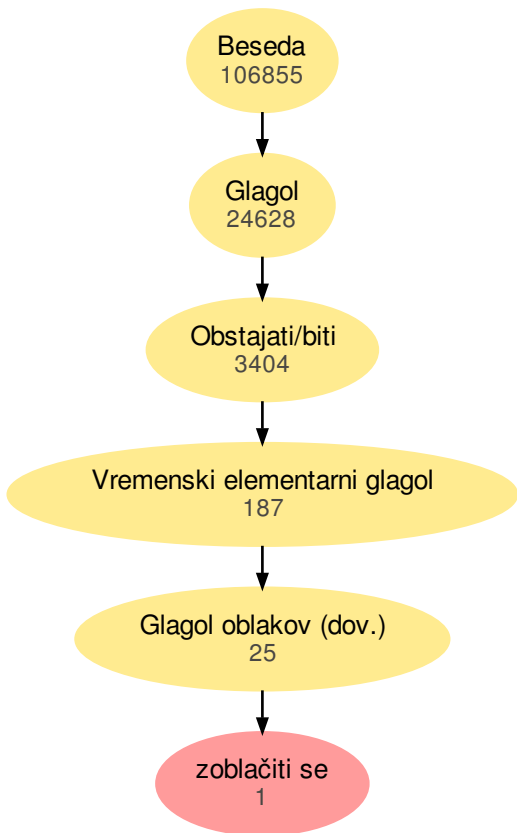 Beseda
106855
Glagol
24628
Obstajati/biti
3404
Vremenski elementarni glagol
187
Glagol oblakov (dov.)
25
zoblačiti se
1